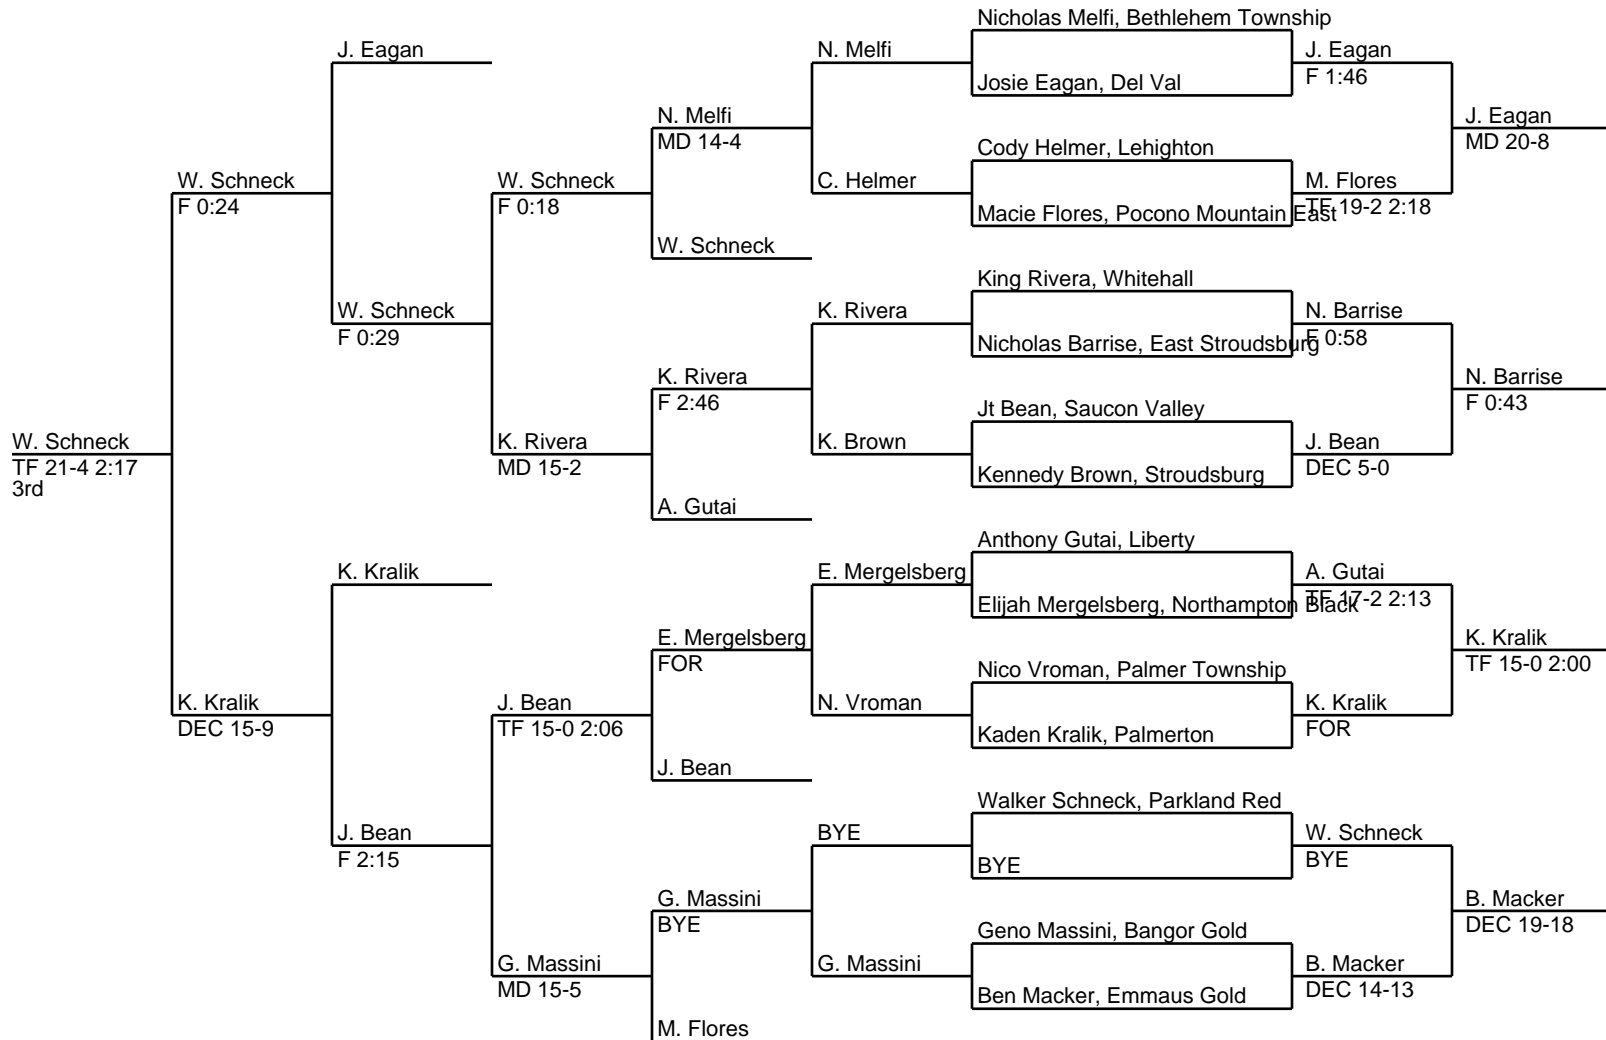 Nicholas Melfi, Bethlehem Township
J. Eagan
N. Melfi
J. Eagan
F 1:46
Josie Eagan, Del Val
N. Melfi
MD 14-4
J. Eagan
MD 20-8
Cody Helmer, Lehighton
W. Schneck
F 0:24
W. Schneck
F 0:18
C. Helmer
M. Flores
TF 19-2 2:18
Macie Flores, Pocono Mountain East
W. Schneck
King Rivera, Whitehall
W. Schneck
F 0:29
K. Rivera
N. Barrise
F 0:58
Nicholas Barrise, East Stroudsburg
K. Rivera
F 2:46
N. Barrise
F 0:43
Jt Bean, Saucon Valley
W. Schneck
TF 21-4 2:17
3rd
K. Rivera
MD 15-2
K. Brown
J. Bean
DEC 5-0
Kennedy Brown, Stroudsburg
A. Gutai
Anthony Gutai, Liberty
K. Kralik
E. Mergelsberg
A. Gutai
TF 17-2 2:13
Elijah Mergelsberg, Northampton Black
E. Mergelsberg
FOR
K. Kralik
TF 15-0 2:00
Nico Vroman, Palmer Township
K. Kralik
DEC 15-9
J. Bean
TF 15-0 2:06
N. Vroman
K. Kralik
FOR
Kaden Kralik, Palmerton
J. Bean
Walker Schneck, Parkland Red
J. Bean
F 2:15
BYE
W. Schneck
BYE
BYE
G. Massini
BYE
B. Macker
DEC 19-18
Geno Massini, Bangor Gold
G. Massini
MD 15-5
G. Massini
B. Macker
DEC 14-13
Ben Macker, Emmaus Gold
M. Flores